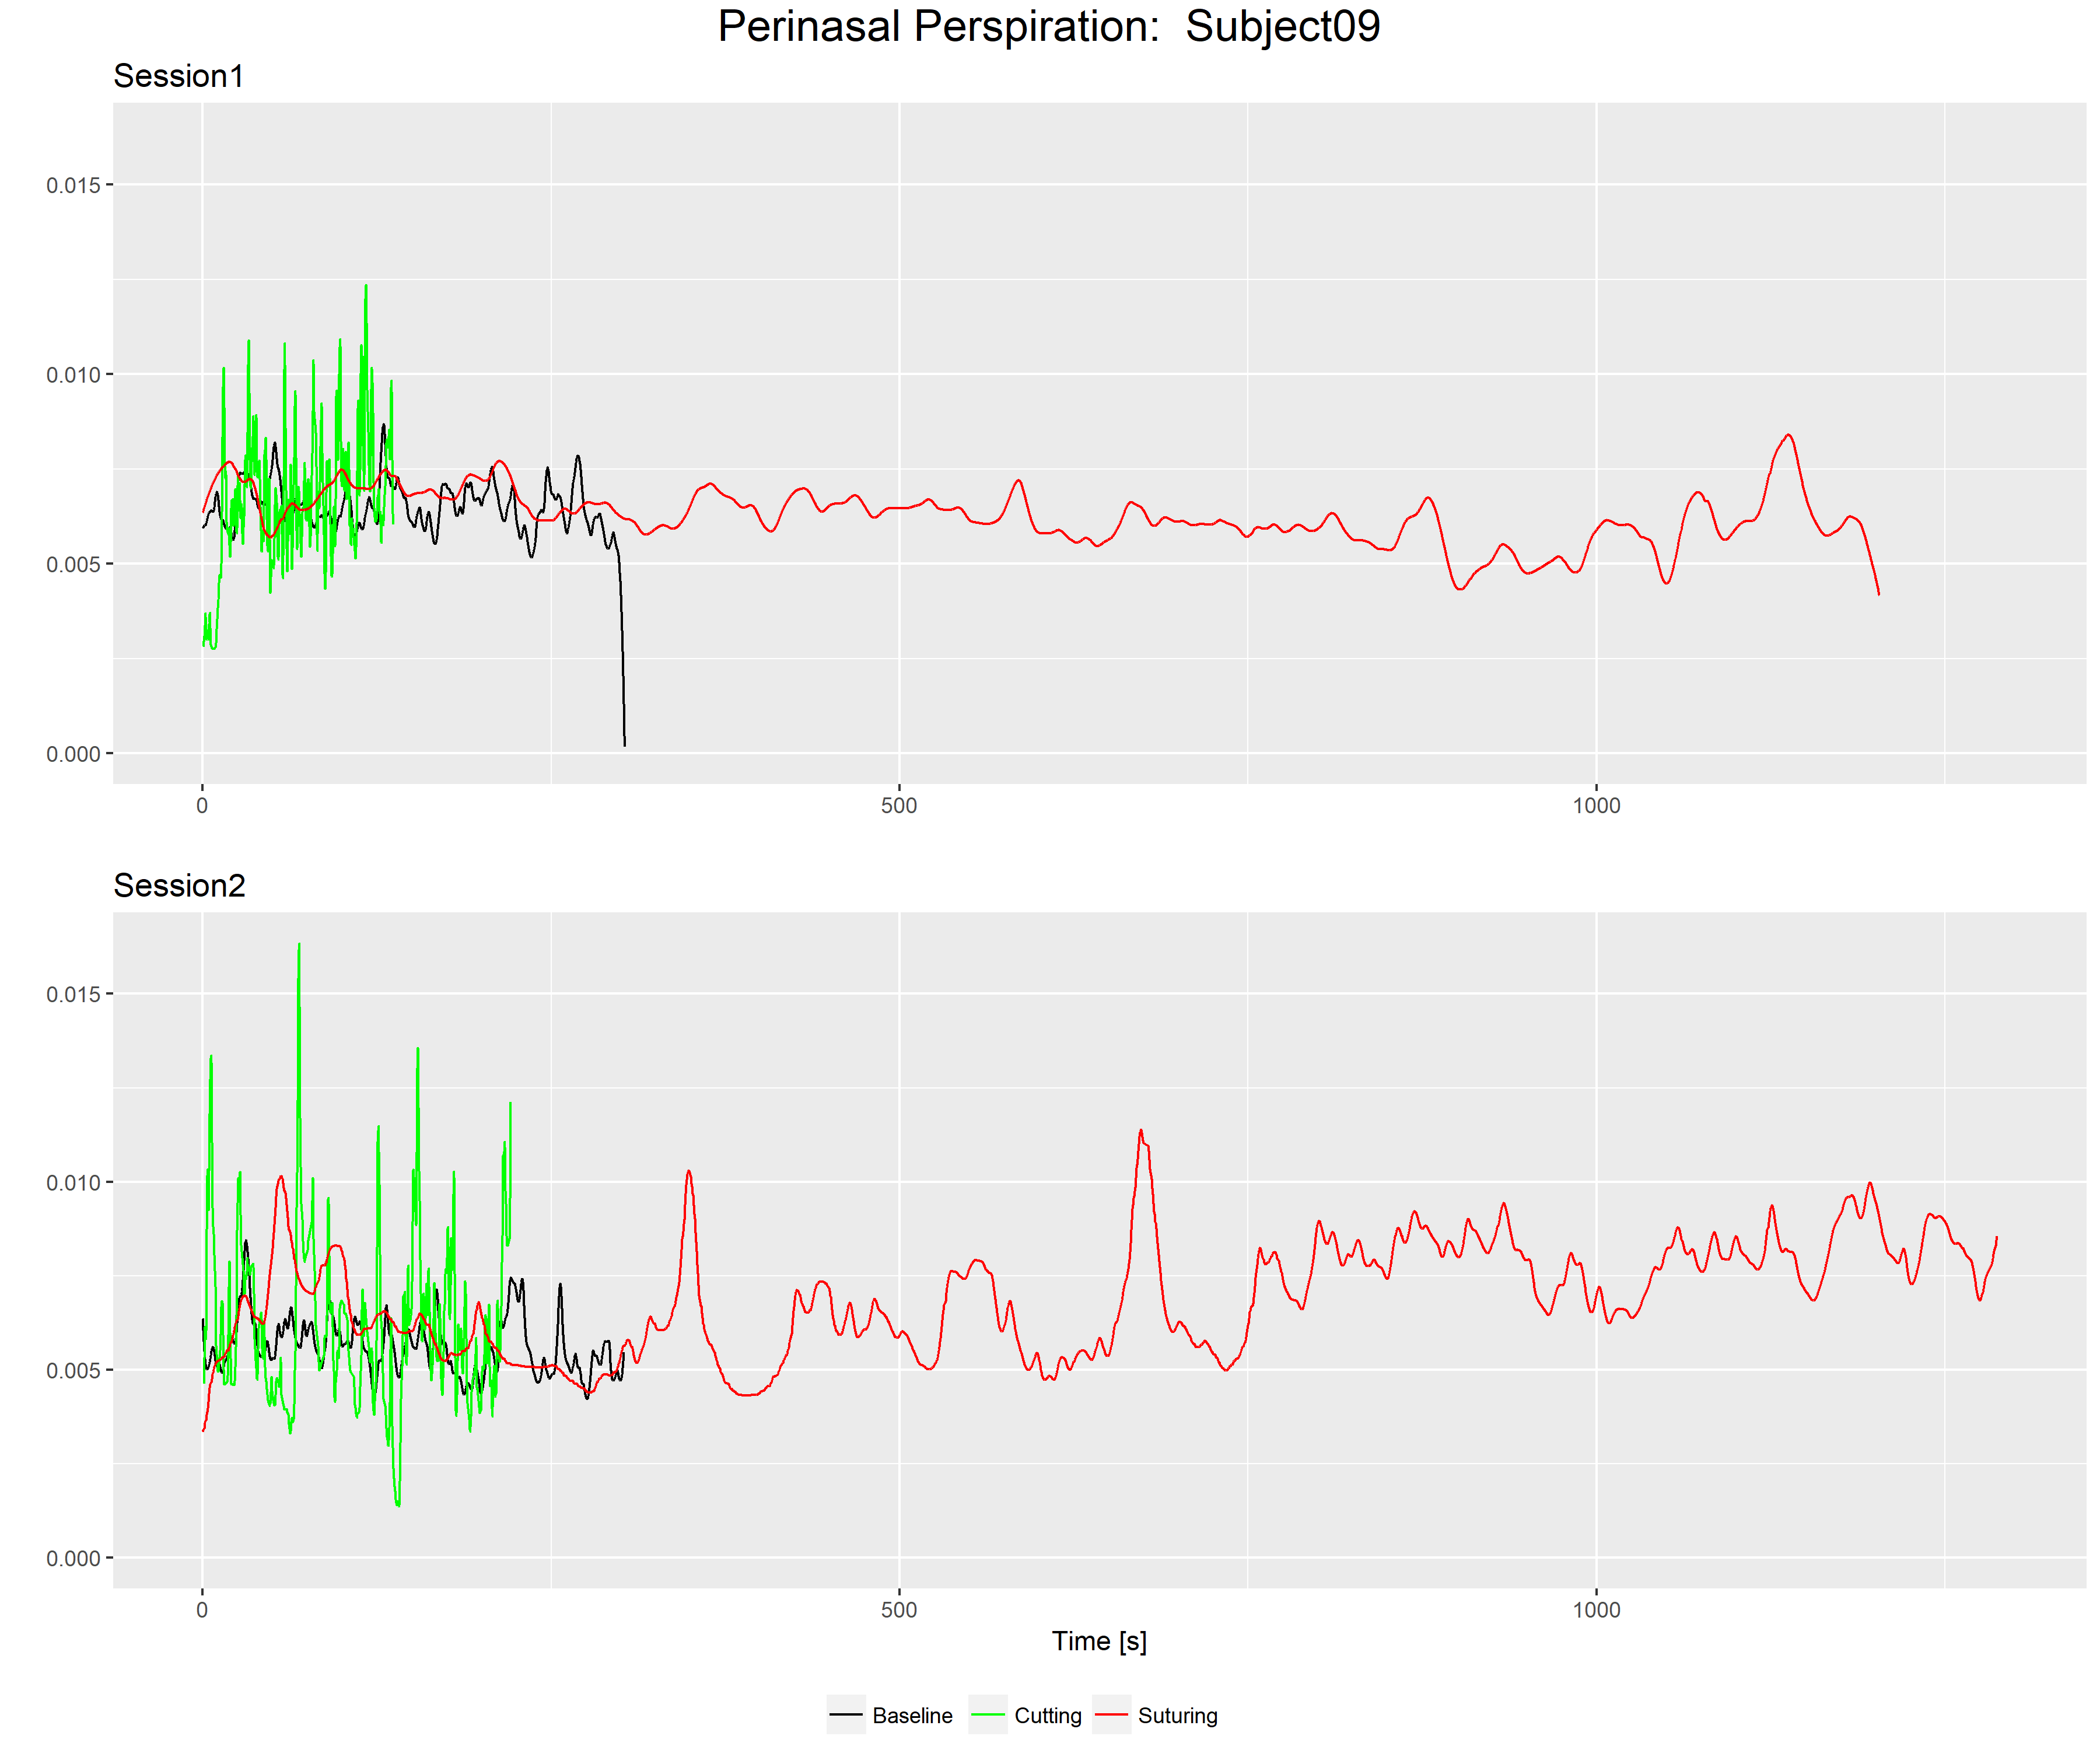 Perinasal Perspiration:  Subject09
Session1
0.015
0.010
0.005
0.000
0 500 1000
Session2
0.015
0.010
0.005
0.000
0 500 1000
Time [s]
Baseline Cutting Suturing